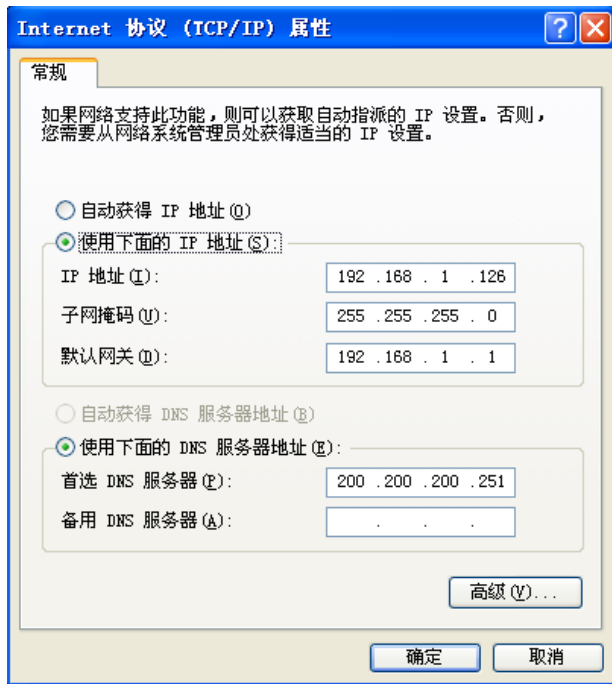 Internet 协议 (TCP/IP) 属性
常规
如果网络支持此功能，则可以获取自动指派的 IP 设置。否则，
您需要从网络系统管理员处获得适当的 IP 设置。
自动获得 IP 地址(O)
使用下面的 IP 地址(S):
IP 地址(I): 192 .168 . 1 .126
子网掩码(U): 255 .255 .255 . 0
默认网关(D): 192 .168 . 1 . 1
自动获得 DNS 服务器地址(B)
使用下面的 DNS 服务器地址(E):
首选 DNS 服务器(P): 200 .200 .200 .251
备用 DNS 服务器(A): . . .
高级(V)...
确定 取消